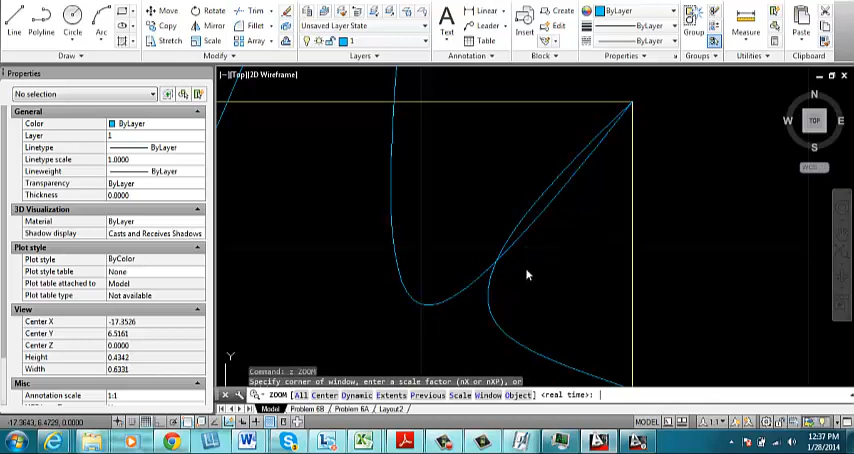 Line Polyline Circle Arc
Move Rotate Trim
Copy Mirror Fillet
Stretch Scale Array
Draw Modify
Unsaved Layer State
1
Layers
A
Text
Linear
Leader
Table
Annotation
Insert
Create
Edit
Block
ByLayer
ByLayer
ByLayer
Properties
Group
Groups
Measure
Utilities
Paste
Clipboard
Properties
No selection
General
Color ByLayer
Layer 1
Linetype ByLayer
Linetype scale 1.0000
Lineweight ByLayer
Transparency ByLayer
Thickness 0.0000
3D Visualization
Material ByLayer
Shadow display Casts and Receives Shadows
Plot style
Plot style ByColor
Plot style table None
Plot table attached to Model
Plot table type Not available
View
Center X -17.3526
Center Y 6.5161
Center Z 0.0000
Height 0.4342
Width 0.6331
Misc
Annotation scale 1:1
[-][Top][2D Wireframe]
N
W TOP E
S
WCS
Y
Command: z ZOOM
Specify corner of window, enter a scale factor (nX or nXP), or
ZOOM [All Center Dynamic Extents Previous Scale Window Object] <real time>:
Model Problem 6B Problem 6A Layout2
-17.3643, 6.4729, 0.0000
MODEL
1:1
12:37 PM
1/28/2014